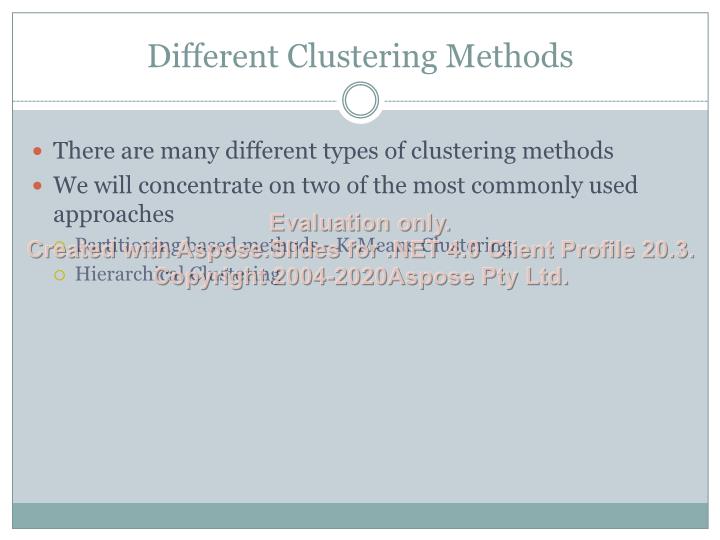 Different Clustering Methods
There are many different types of clustering methods
We will concentrate on two of the most commonly used
approaches
Evaluation only.
Partitioning based methods - K-Means Clustering
Created with Aspose.Slides for .NET 4.0 Client Profile 20.3.
Hierarchical Clustering
Copyright 2004-2020Aspose Pty Ltd.